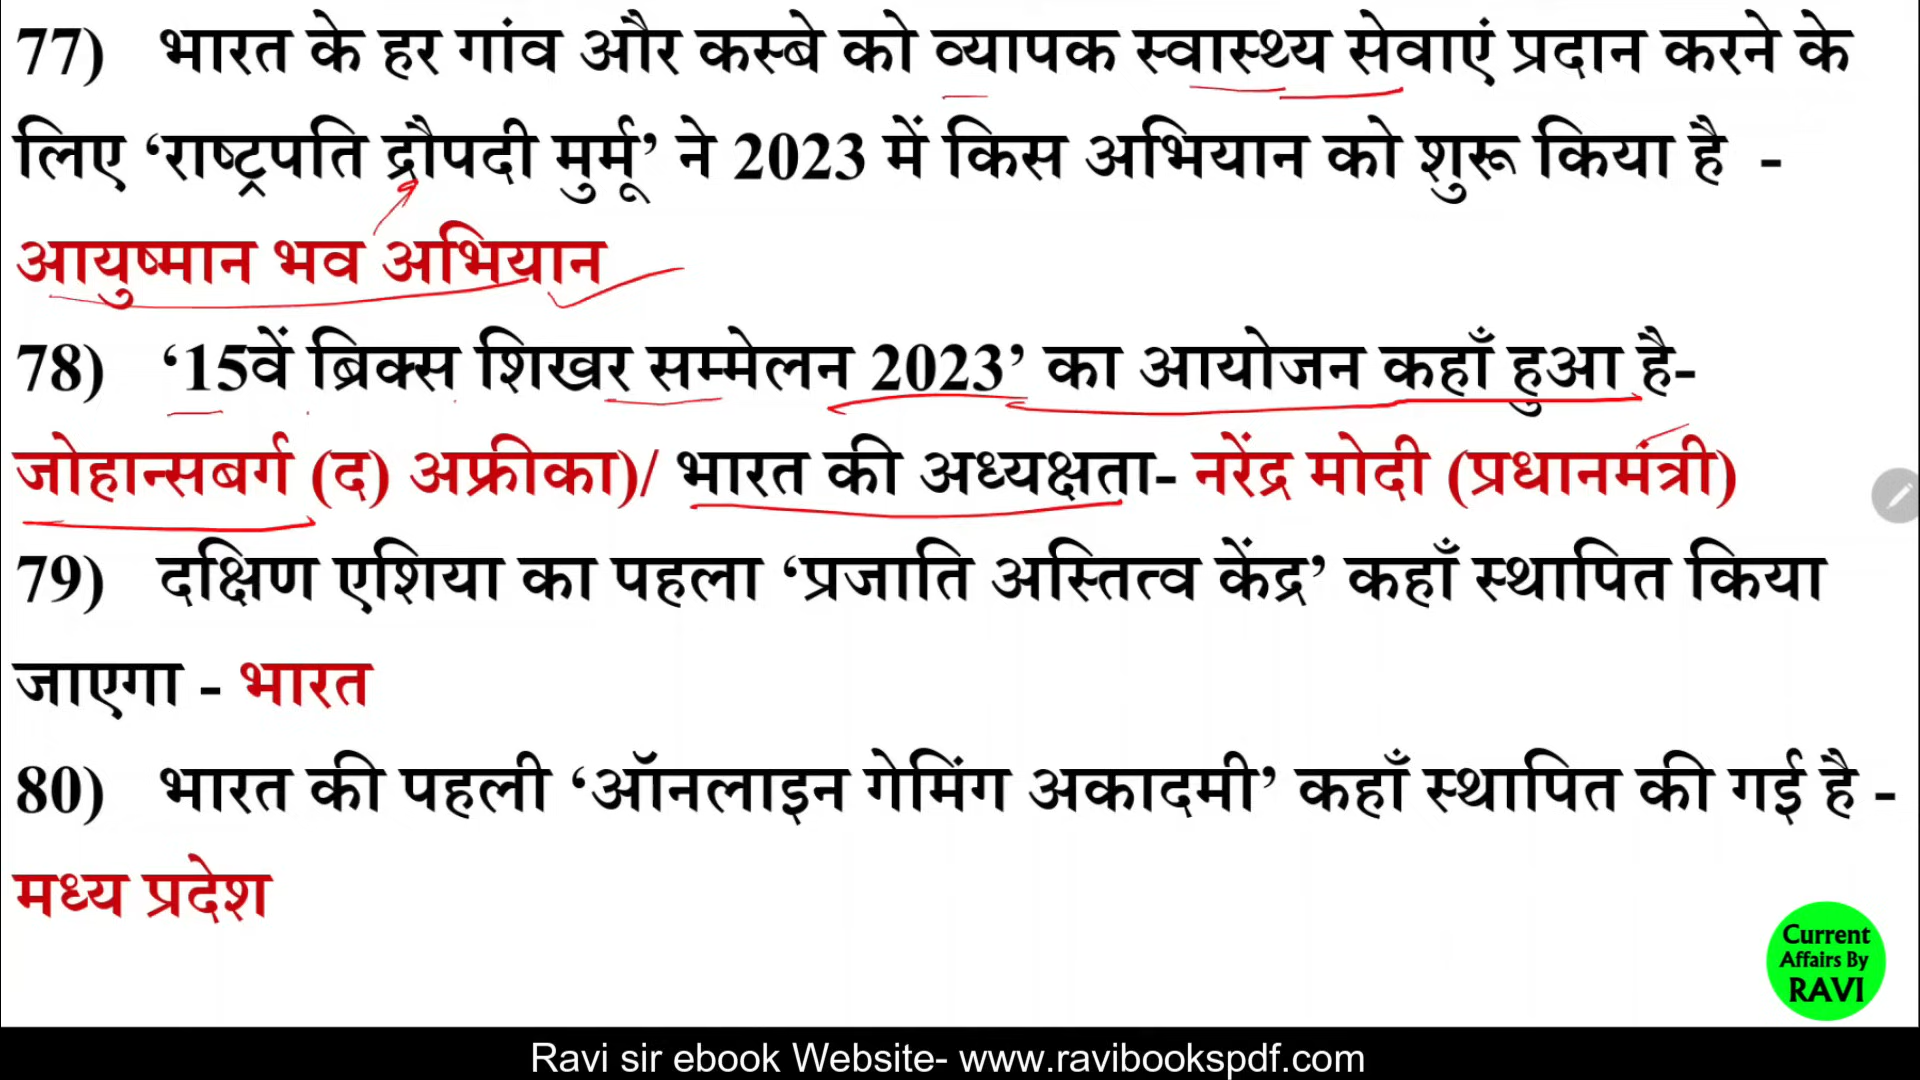 77) भारत के हर गांव और कस्बे को व्यापक स्वास्थ्य सेवाएं प्रदान करने के
लिए ‘राष्ट्रपति द्रौपदी मुर्मू’ ने 2023 में किस अभियान को शुरू किया है -
आयुष्मान भव अभियान
78) ‘15वें ब्रिक्स शिखर सम्मेलन 2023’ का आयोजन कहाँ हुआ है-
जोहान्सबर्ग (द) अफ्रीका)/ भारत की अध्यक्षता- नरेंद्र मोदी (प्रधानमंत्री)
79) दक्षिण एशिया का पहला ‘प्रजाति अस्तित्व केंद्र’ कहाँ स्थापित किया
जाएगा - भारत
80) भारत की पहली ‘ऑनलाइन गेमिंग अकादमी’ कहाँ स्थापित की गई है -
मध्य प्रदेश
Current
Affairs By
RAVI
Ravi sir ebook Website- www.ravibookspdf.com